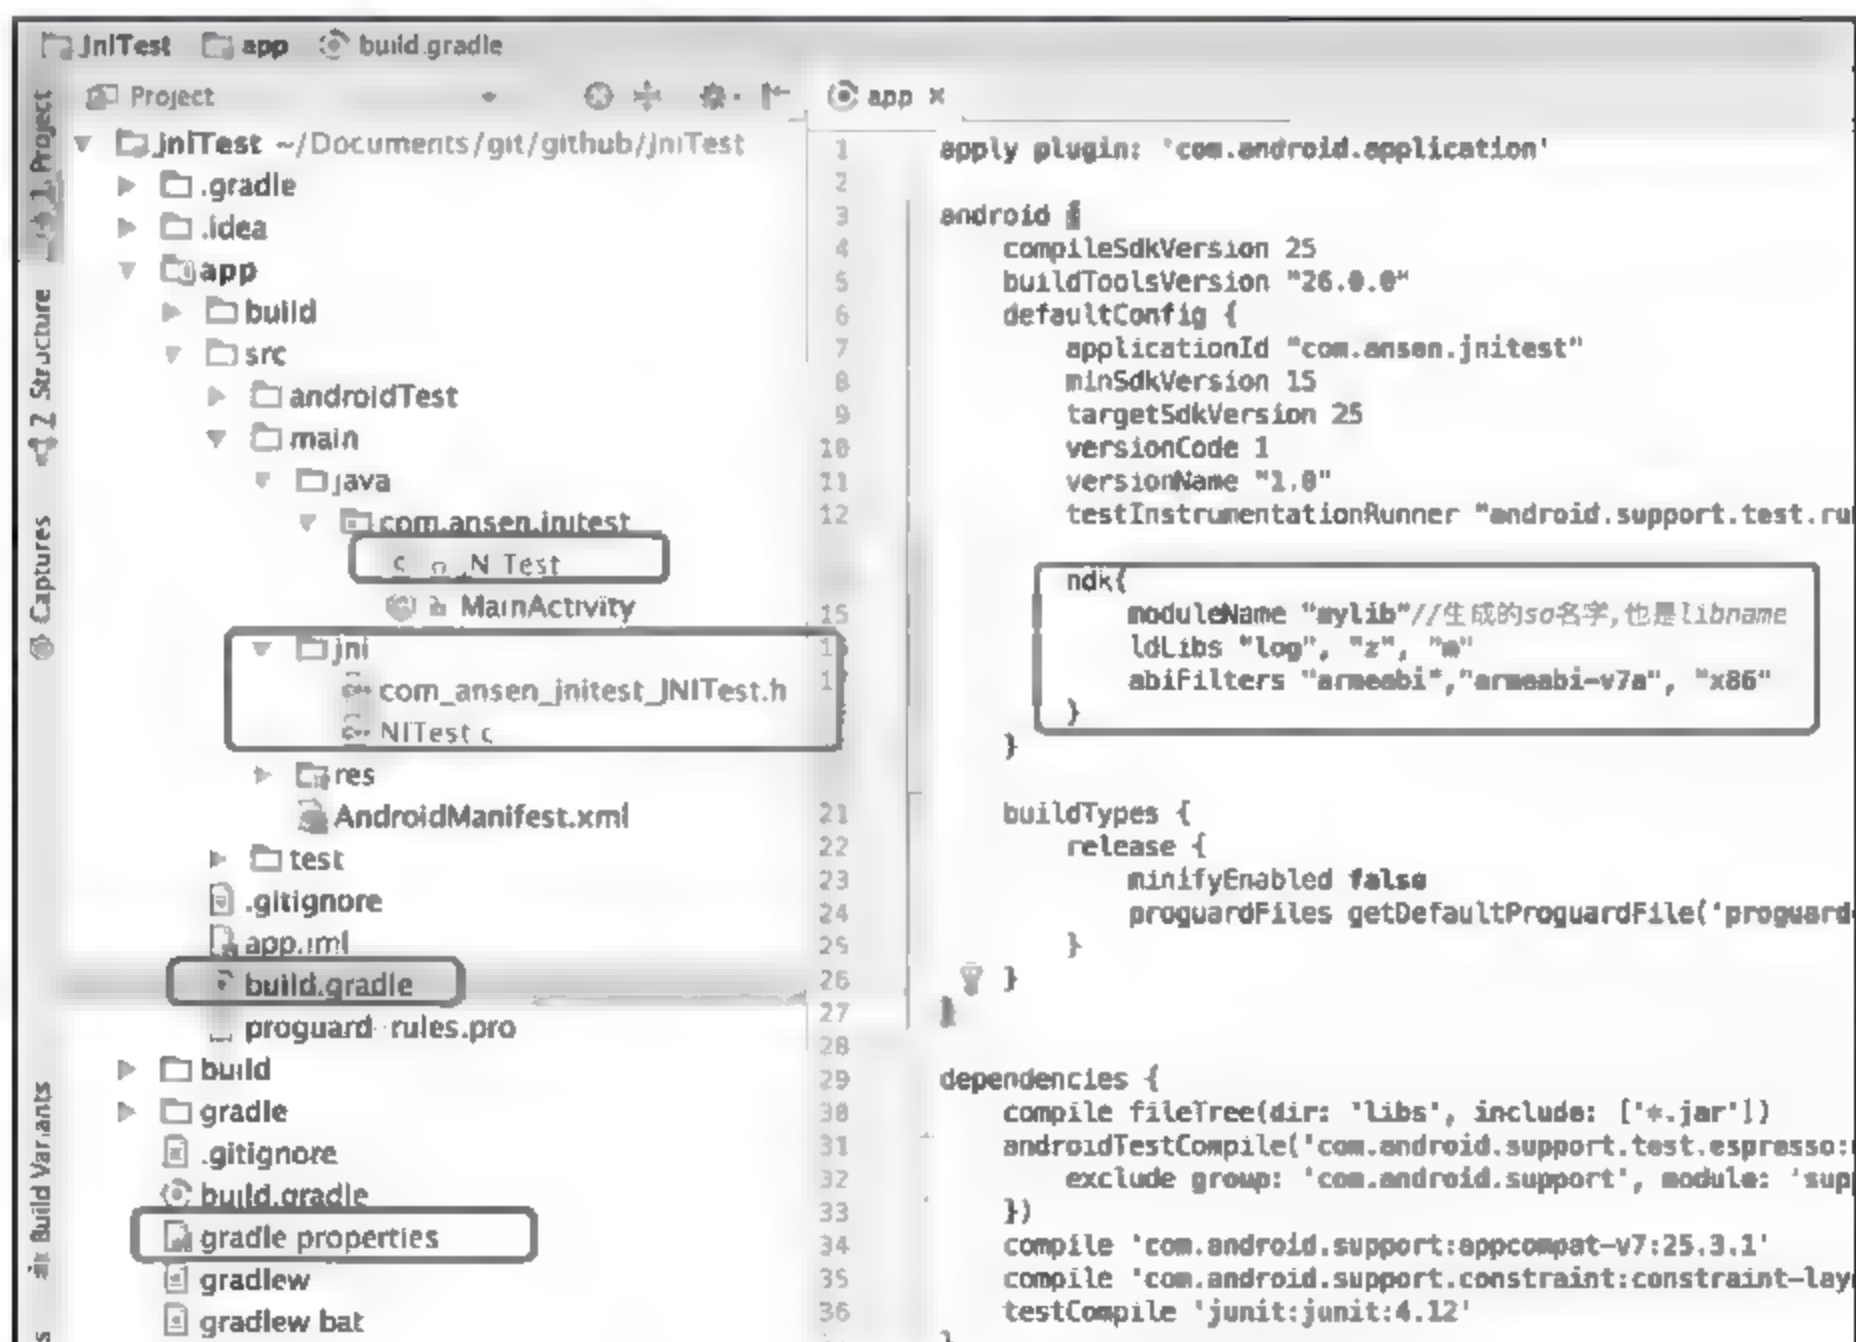 JniTest app build.gradle
Project
app
1: Project
2: Structure
Captures
Build Variants
JniTest ~/Documents/git/github/JniTest
.gradle
.idea
app
build
src
androidTest
main
java
com.ansen.jnitest
Test
MainActivity
jni
com_ansen_jnitest_JNITest.h
NITest c
res
AndroidManifest.xml
test
.gitignore
app.iml
build.gradle
proguard rules.pro
build
gradle
.gitignore
build.gradle
gradle properties
gradlew
gradlew bat
1 apply plugin: 'com.android.application'
2
3 android {
4 compileSdkVersion 25
5 buildToolsVersion "26.0.0"
6 defaultConfig {
7 applicationId "com.ansen.jnitest"
8 minSdkVersion 15
9 targetSdkVersion 25
10 versionCode 1
11 versionName "1.0"
12 testInstrumentationRunner "android.support.test.ru
ndk{
15 moduleName "mylib"//生成的so名字,也是libname
ldLibs "log", "z", "m"
abiFilters "armeabi","armeabi-v7a", "x86"
}
}
21 buildTypes {
22 release {
23 minifyEnabled false
24 proguardFiles getDefaultProguardFile('proguard-
25 }
26 }
27 }
28
29 dependencies {
30 compile fileTree(dir: 'libs', include: ['*.jar'])
31 androidTestCompile('com.android.support.test.espresso:
32 exclude group: 'com.android.support', module: 'sup
33 })
34 compile 'com.android.support:appcompat-v7:25.3.1'
35 compile 'com.android.support.constraint:constraint-lay
36 testCompile 'junit:junit:4.12'